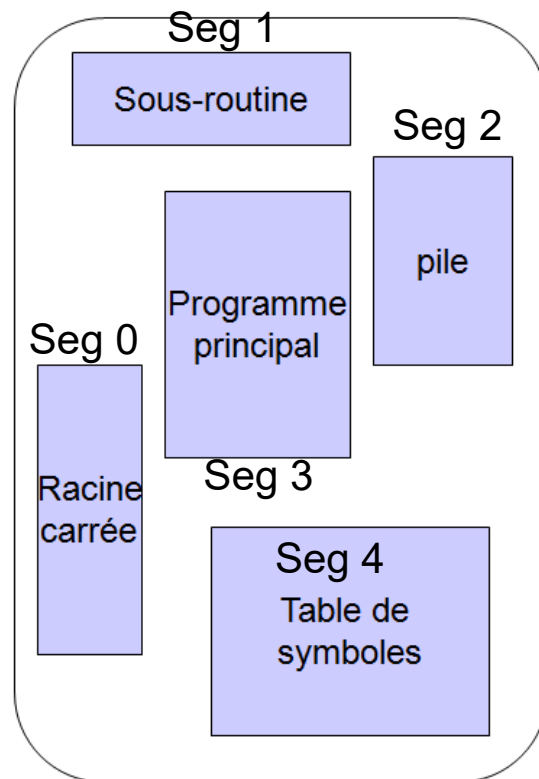 Seg 1
Sous-routine
Seg 2
pile
Programme
principal
Seg 3
Seg 0
Racine
carrée
Seg 4
Table de
symboles